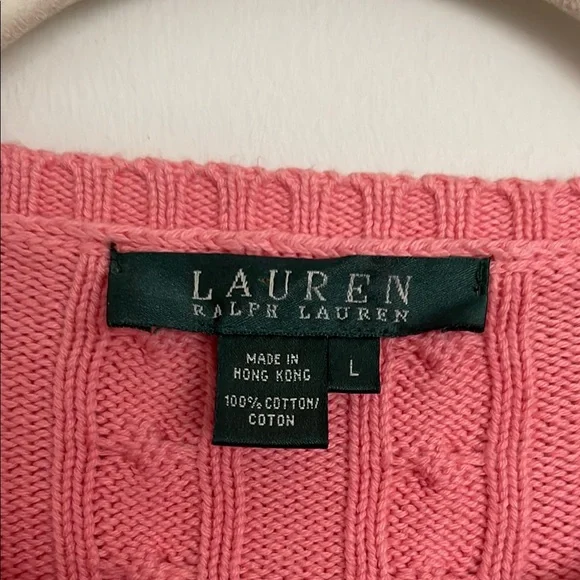 LAUREN
RALPH LAUREN
MADE IN
HONG KONG
L
100% COTTON/
COTON